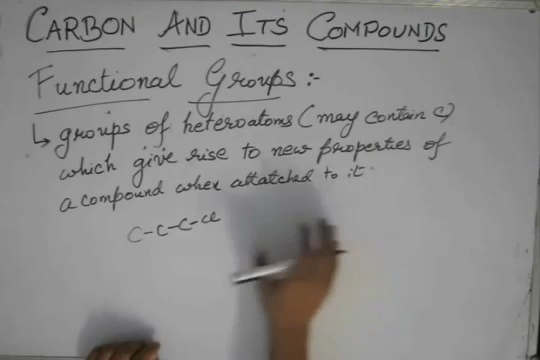 CARBON AND ITS COMPOUNDS
Functional Groups :-
↳ groups of heteroatoms (may contain C)
which give rise to new properties of
a compound when attatched to it.
C-C-C-Cl